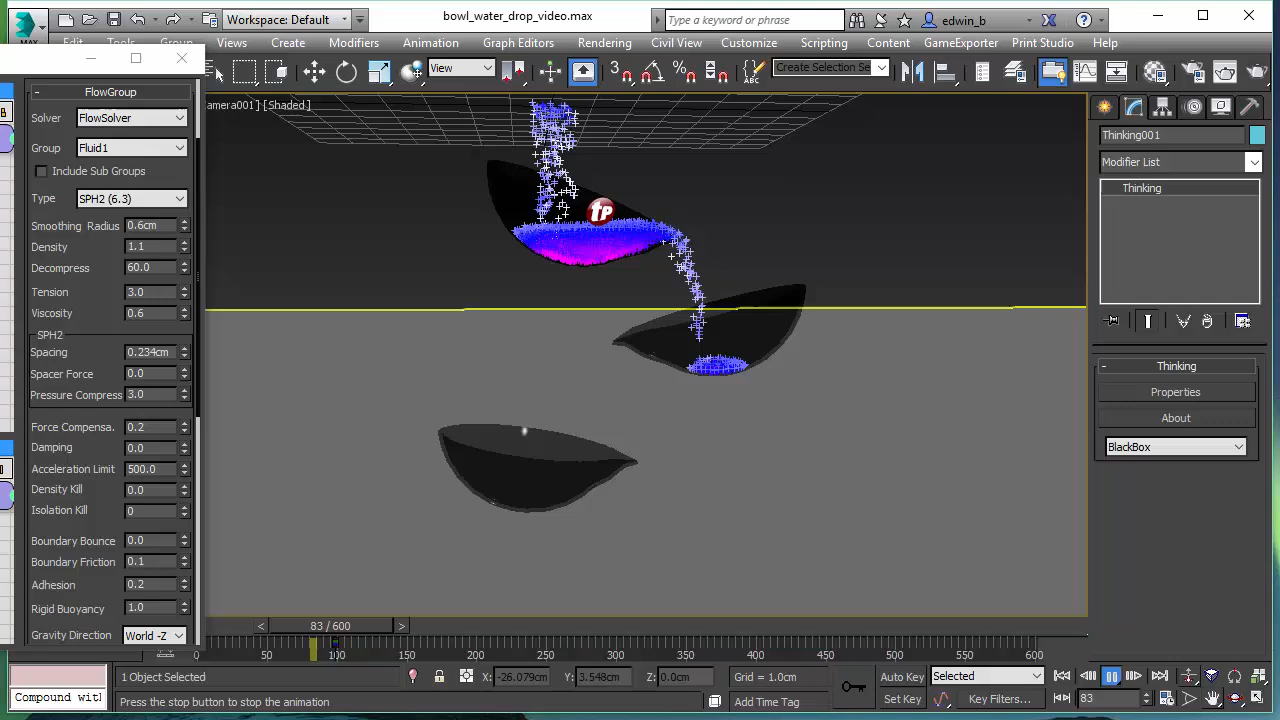 MAX
Workspace: Default
bowl_water_drop_video.max
Type a keyword or phrase
edwin_b
Edit Tools Group Views Create Modifiers Animation Graph Editors Rendering Civil View Customize Scripting Content GameExporter Print Studio Help
View
3
%
ABC
Create Selection Se
FlowGroup
Solver FlowSolver
Group Fluid1
Include Sub Groups
Type SPH2 (6.3)
Smoothing Radius 0.6cm
Density 1.1
Decompress 60.0
Tension 3.0
Viscosity 0.6
SPH2
Spacing 0.234cm
Spacer Force 0.0
Pressure Compress 3.0
Force Compensa. 0.2
Damping 0.0
Acceleration Limit 500.0
Density Kill 0.0
Isolation Kill 0
Boundary Bounce 0.0
Boundary Friction 0.1
Adhesion 0.2
Rigid Buoyancy 1.0
Gravity Direction World -Z
B
amera001 ] [ Shaded ]
tp
Thinking001
Modifier List
Thinking
- Thinking
Properties
About
BlackBox
< 83 / 600 >
0 50 100 150 200 250 300 350 400 450 500 550 600
1 Object Selected
X: -26.079cm Y: 3.548cm Z: 0.0cm
Grid = 1.0cm
Auto Key Selected
Compound witl
Press the stop button to stop the animation
Add Time Tag
Set Key Key Filters...
83